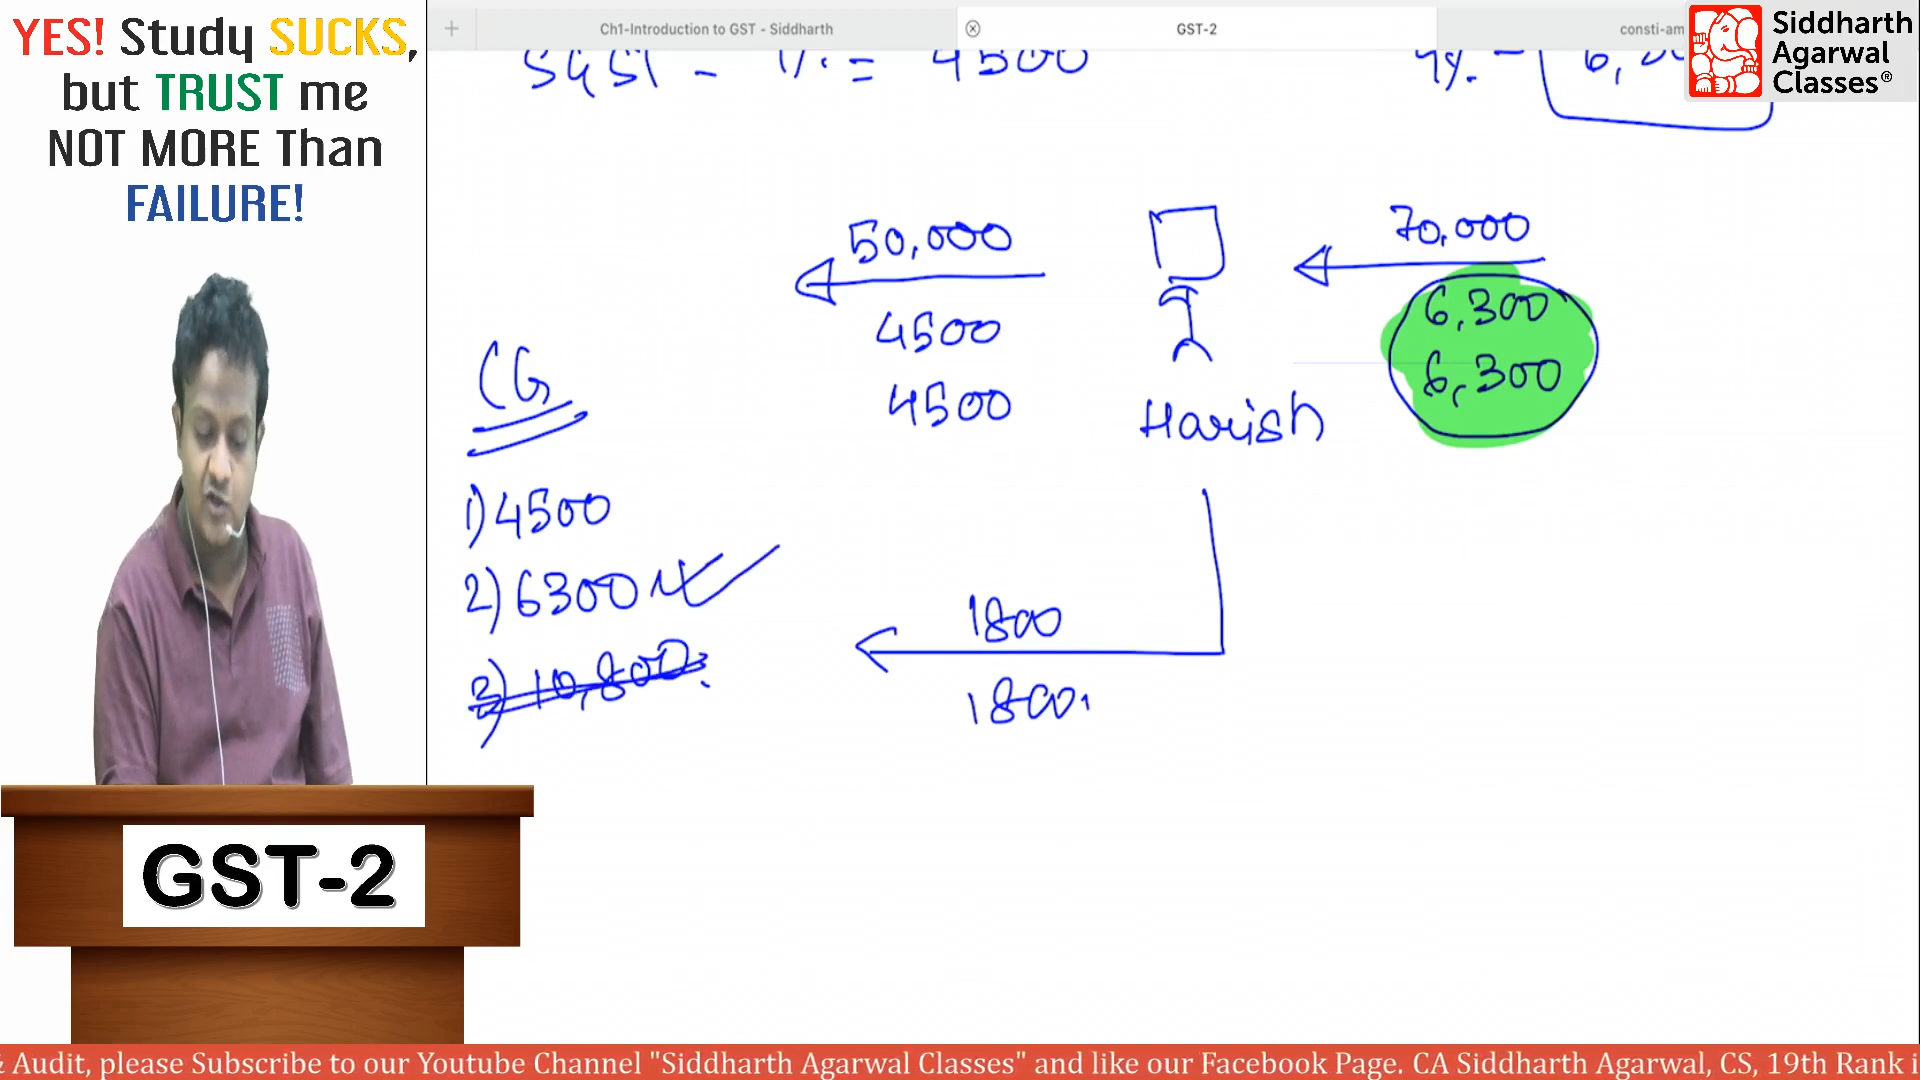 YES! Study SUCKS,
but TRUST me
NOT MORE Than
FAILURE!
Ch1-Introduction to GST - Siddharth
GST-2
consti-am
Siddharth
Agarwal
Classes®
SGST - 9% = 4500
9% -
50,000
4500
4500
Harish
70,000
6,300
6,300
CG
1) 4500
2) 6300
3) 10,800
1800
1800
GST-2
& Audit, please Subscribe to our Youtube Channel "Siddharth Agarwal Classes" and like our Facebook Page. CA Siddharth Agarwal, CS, 19th Rank i